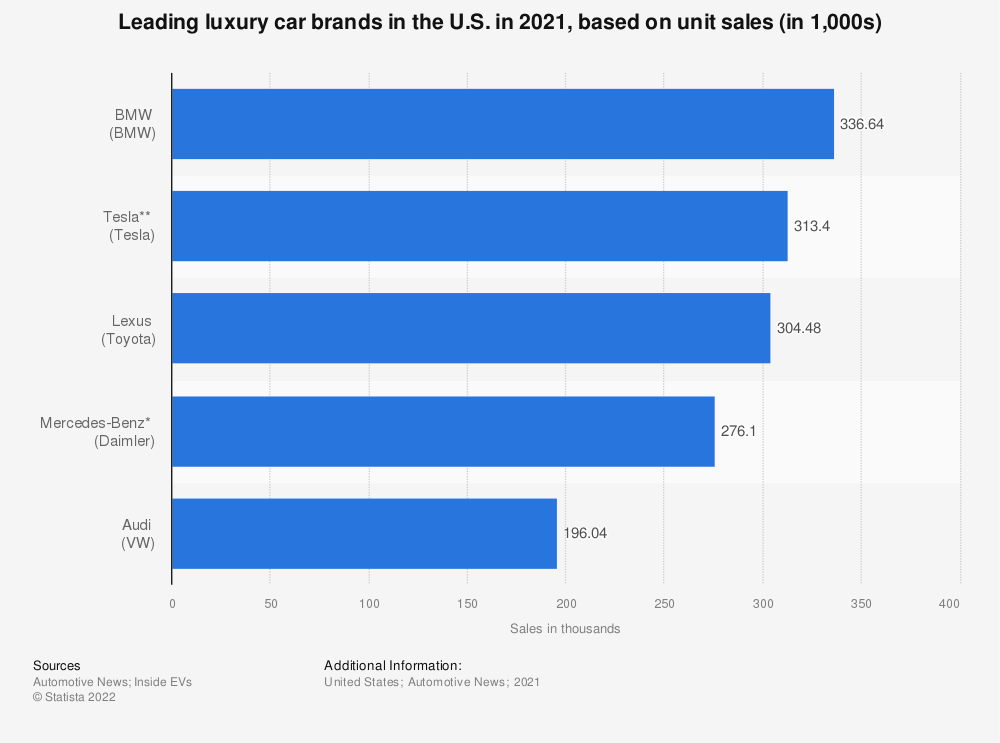 Leading luxury car brands in the U.S. in 2021, based on unit sales (in 1,000s)
BMW
(BMW)
336.64
Tesla**
(Tesla)
313.4
Lexus
(Toyota)
304.48
Mercedes-Benz*
(Daimler)
276.1
Audi
(VW)
196.04
0 50 100 150 200 250 300 350 400
Sales in thousands
Sources
Automotive News; Inside EVs
© Statista 2022
Additional Information:
United States; Automotive News; 2021